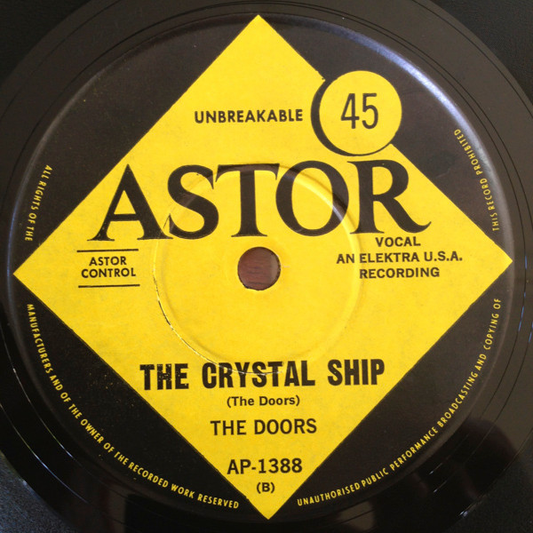 UNBREAKABLE
45
ASTOR
ASTOR
CONTROL
VOCAL
AN ELEKTRA U.S.A.
RECORDING
THE CRYSTAL SHIP
(The Doors)
THE DOORS
AP-1388
(B)
ALL RIGHTS OF THE
MANUFACTURERS AND OF THE OWNER OF THE RECORDED WORK RESERVED
UNAUTHORISED PUBLIC PERFORMANCE BROADCASTING AND COPYING OF
THIS RECORD PROHIBITED